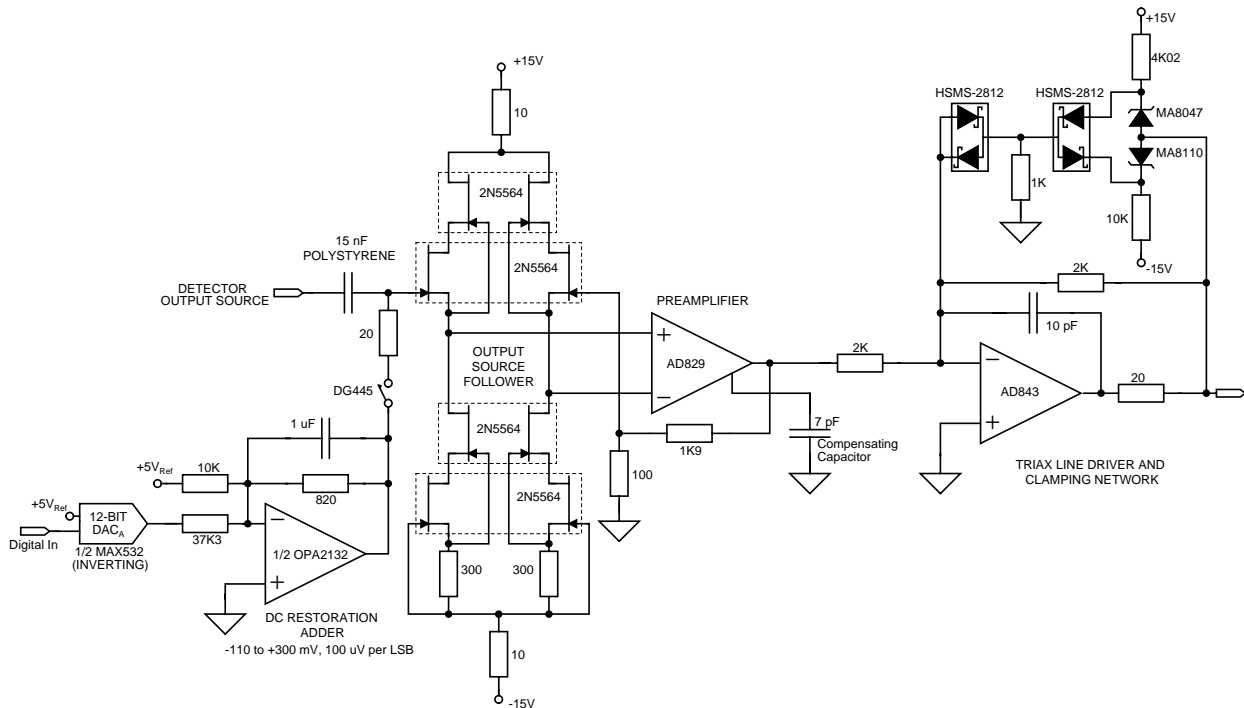 +15V
10
2N5564
2N5564
15 nF
POLYSTYRENE
DETECTOR
OUTPUT SOURCE
20
DG445
OUTPUT
SOURCE
FOLLOWER
1 uF
820
+5VRef
10K
+5VRef
12-BIT
DACA
Digital In
1/2 MAX532
(INVERTING)
37K3
−
+
1/2 OPA2132
DC RESTORATION
ADDER
-110 to +300 mV, 100 uV per LSB
2N5564
2N5564
300
300
10
-15V
PREAMPLIFIER
+
−
AD829
1K9
100
7 pF
Compensating
Capacitor
2K
HSMS-2812
HSMS-2812
+15V
4K02
MA8047
MA8110
1K
10K
-15V
2K
10 pF
−
+
AD843
20
TRIAX LINE DRIVER AND
CLAMPING NETWORK